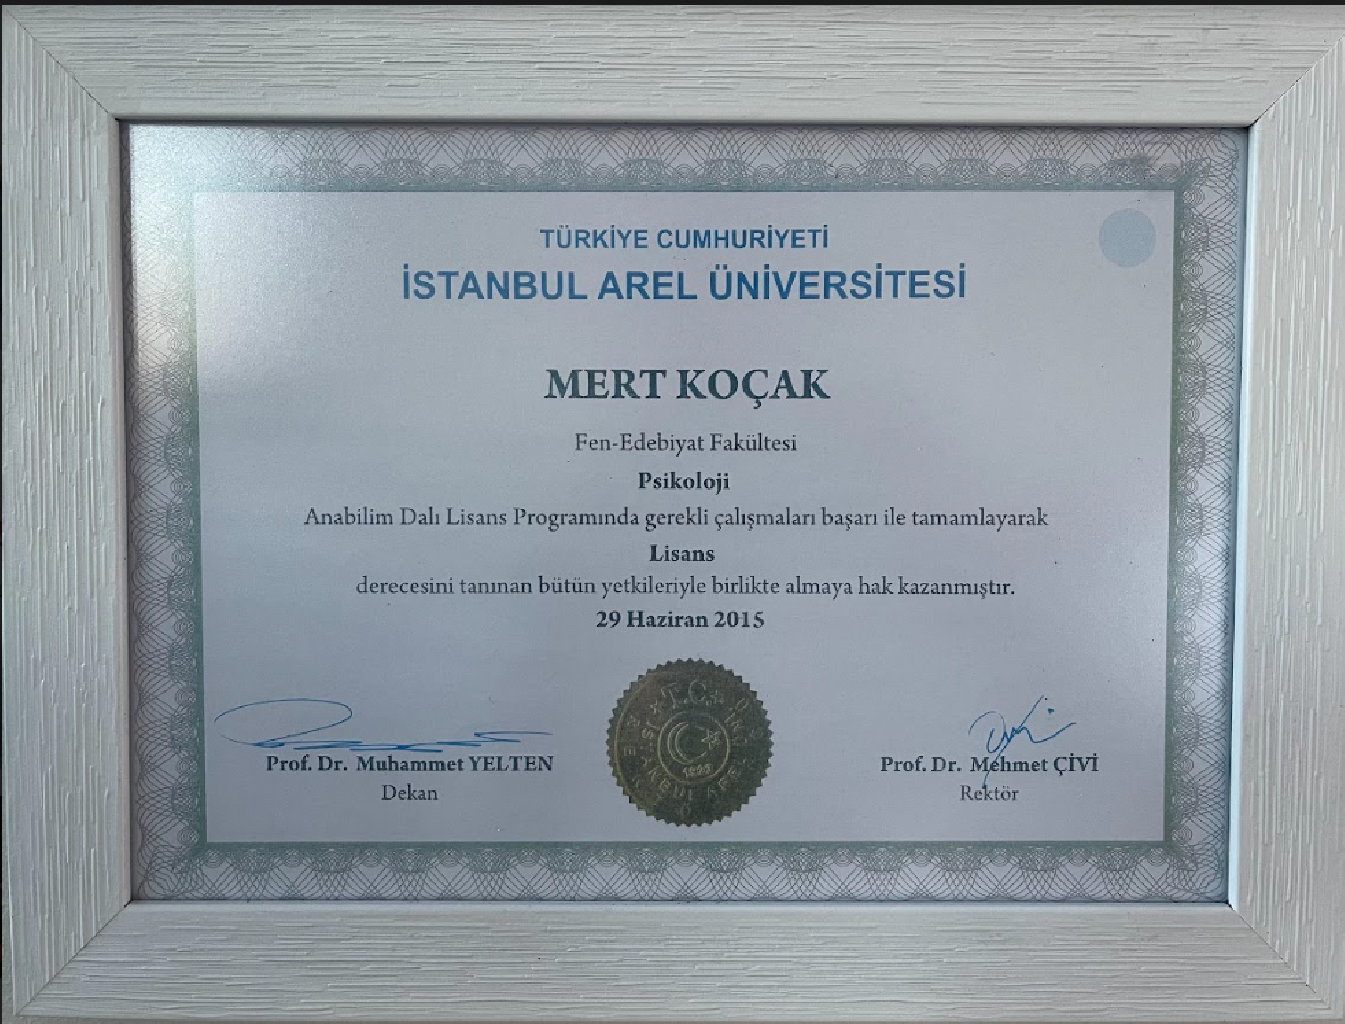 TÜRKİYE CUMHURİYETİ
İSTANBUL AREL ÜNİVERSİTESİ
MERT KOÇAK
Fen-Edebiyat Fakültesi
Psikoloji
Anabilim Dalı Lisans Programında gerekli çalışmaları başarı ile tamamlayarak
Lisans
derecesini tanınan bütün yetkileriyle birlikte almaya hak kazanmıştır.
29 Haziran 2015
Prof. Dr. Muhammet YELTEN
Dekan
T.C.
Prof. Dr. Mehmet ÇİVİ
Rektör